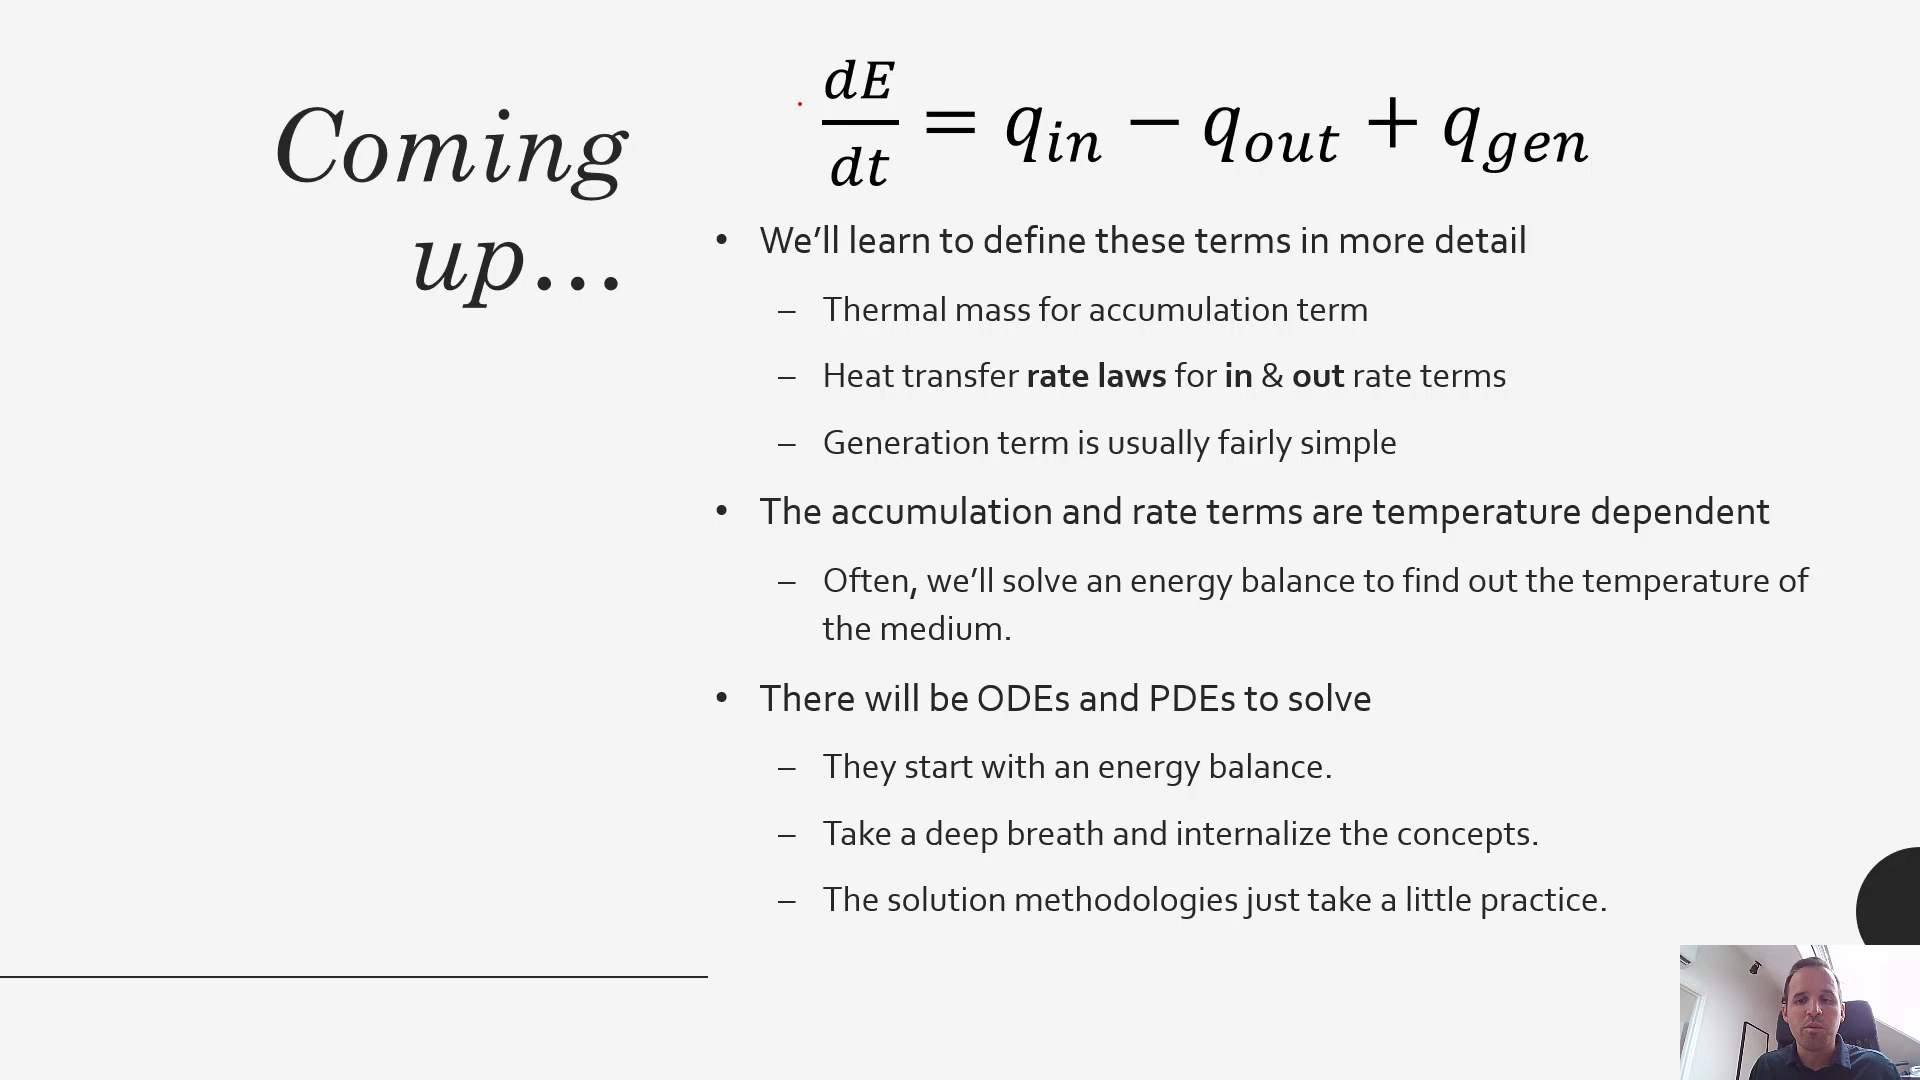 Coming
up...
dE/dt = q_in − q_out + q_gen
• We’ll learn to define these terms in more detail
– Thermal mass for accumulation term
– Heat transfer rate laws for in & out rate terms
– Generation term is usually fairly simple
• The accumulation and rate terms are temperature dependent
– Often, we’ll solve an energy balance to find out the temperature of
the medium.
• There will be ODEs and PDEs to solve
– They start with an energy balance.
– Take a deep breath and internalize the concepts.
– The solution methodologies just take a little practice.